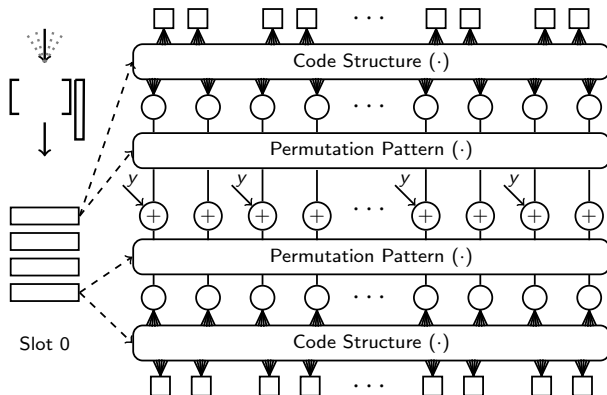 · · ·
Code Structure (·)
· · ·
Permutation Pattern (·)
y y y y
+ + + + · · · + + + +
Permutation Pattern (·)
· · ·
Slot 0
Code Structure (·)
· · ·